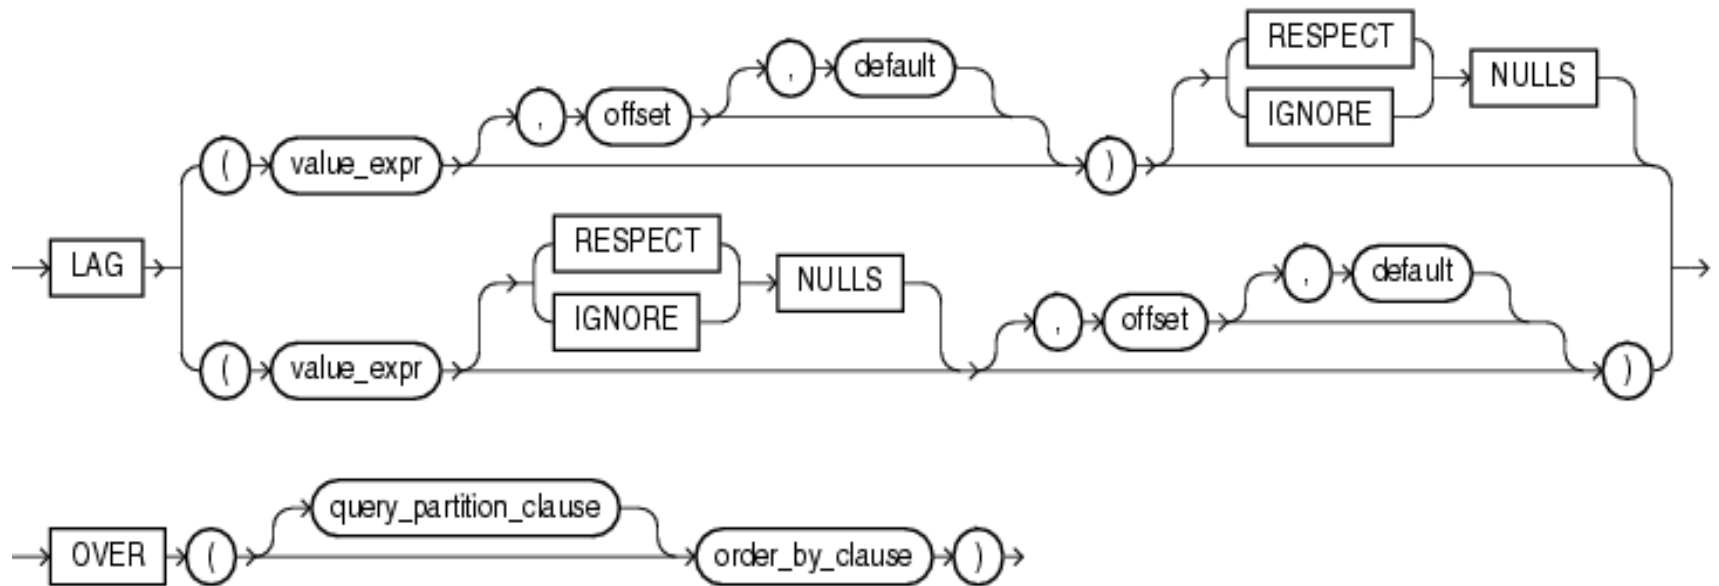 LAG ( value_expr , offset , default ) RESPECT IGNORE NULLS
( value_expr RESPECT IGNORE NULLS , offset , default )
OVER ( query_partition_clause order_by_clause )